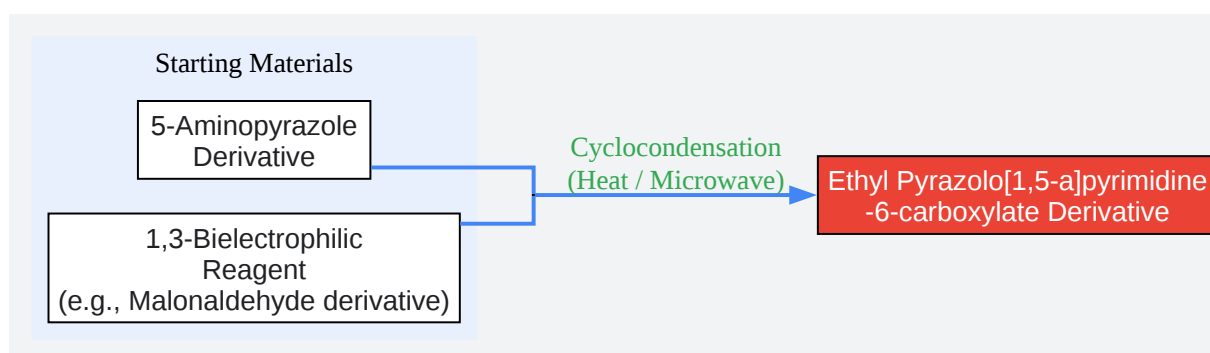 Starting Materials
5-Aminopyrazole
Derivative
1,3-Bielectrophilic
Reagent
(e.g., Malonaldehyde derivative)
Cyclocondensation
(Heat / Microwave)
Ethyl Pyrazolo[1,5-a]pyrimidine
-6-carboxylate Derivative